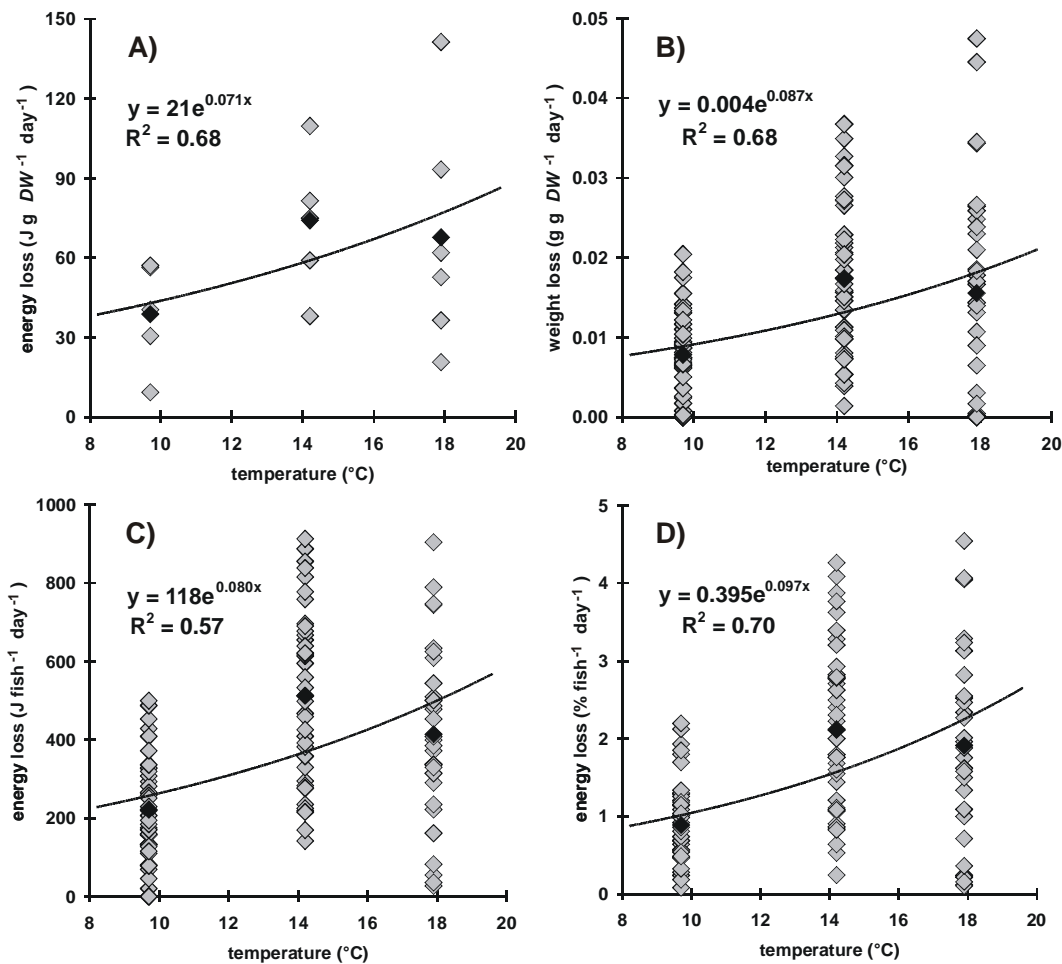 A)
y = 21e^0.071x
R² = 0.68
energy loss (J g DW⁻¹ day⁻¹)
150
120
90
60
30
0
8 10 12 14 16 18 20
temperature (°C)
B)
y = 0.004e^0.087x
R² = 0.68
weight loss (g g DW⁻¹ day⁻¹)
0.05
0.04
0.03
0.02
0.01
0.00
8 10 12 14 16 18 20
temperature (°C)
C)
y = 118e^0.080x
R² = 0.57
energy loss (J fish⁻¹ day⁻¹)
1000
800
600
400
200
0
8 10 12 14 16 18 20
temperature (°C)
D)
y = 0.395e^0.097x
R² = 0.70
energy loss (% fish⁻¹ day⁻¹)
5
4
3
2
1
0
8 10 12 14 16 18 20
temperature (°C)